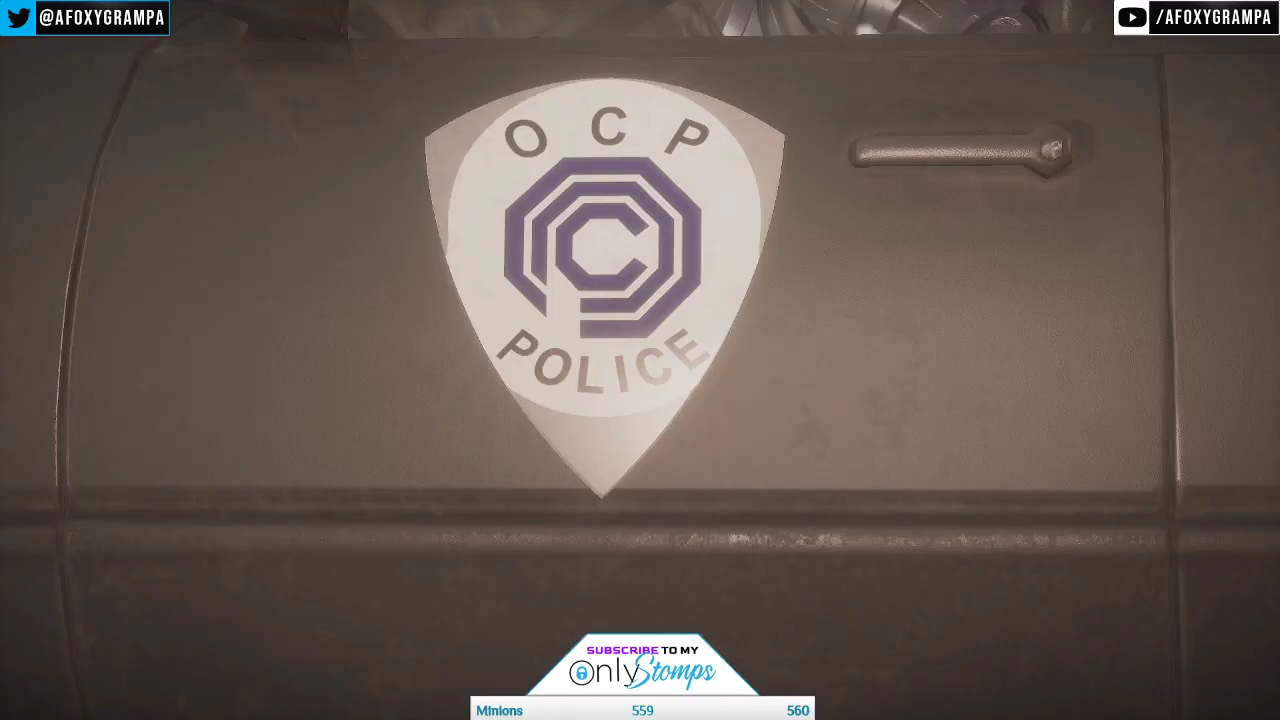 @AFOXYGRAMPA
/AFOXYGRAMPA
OCP
POLICE
SUBSCRIBE TO MY
OnlyStomps
Minions 559 560